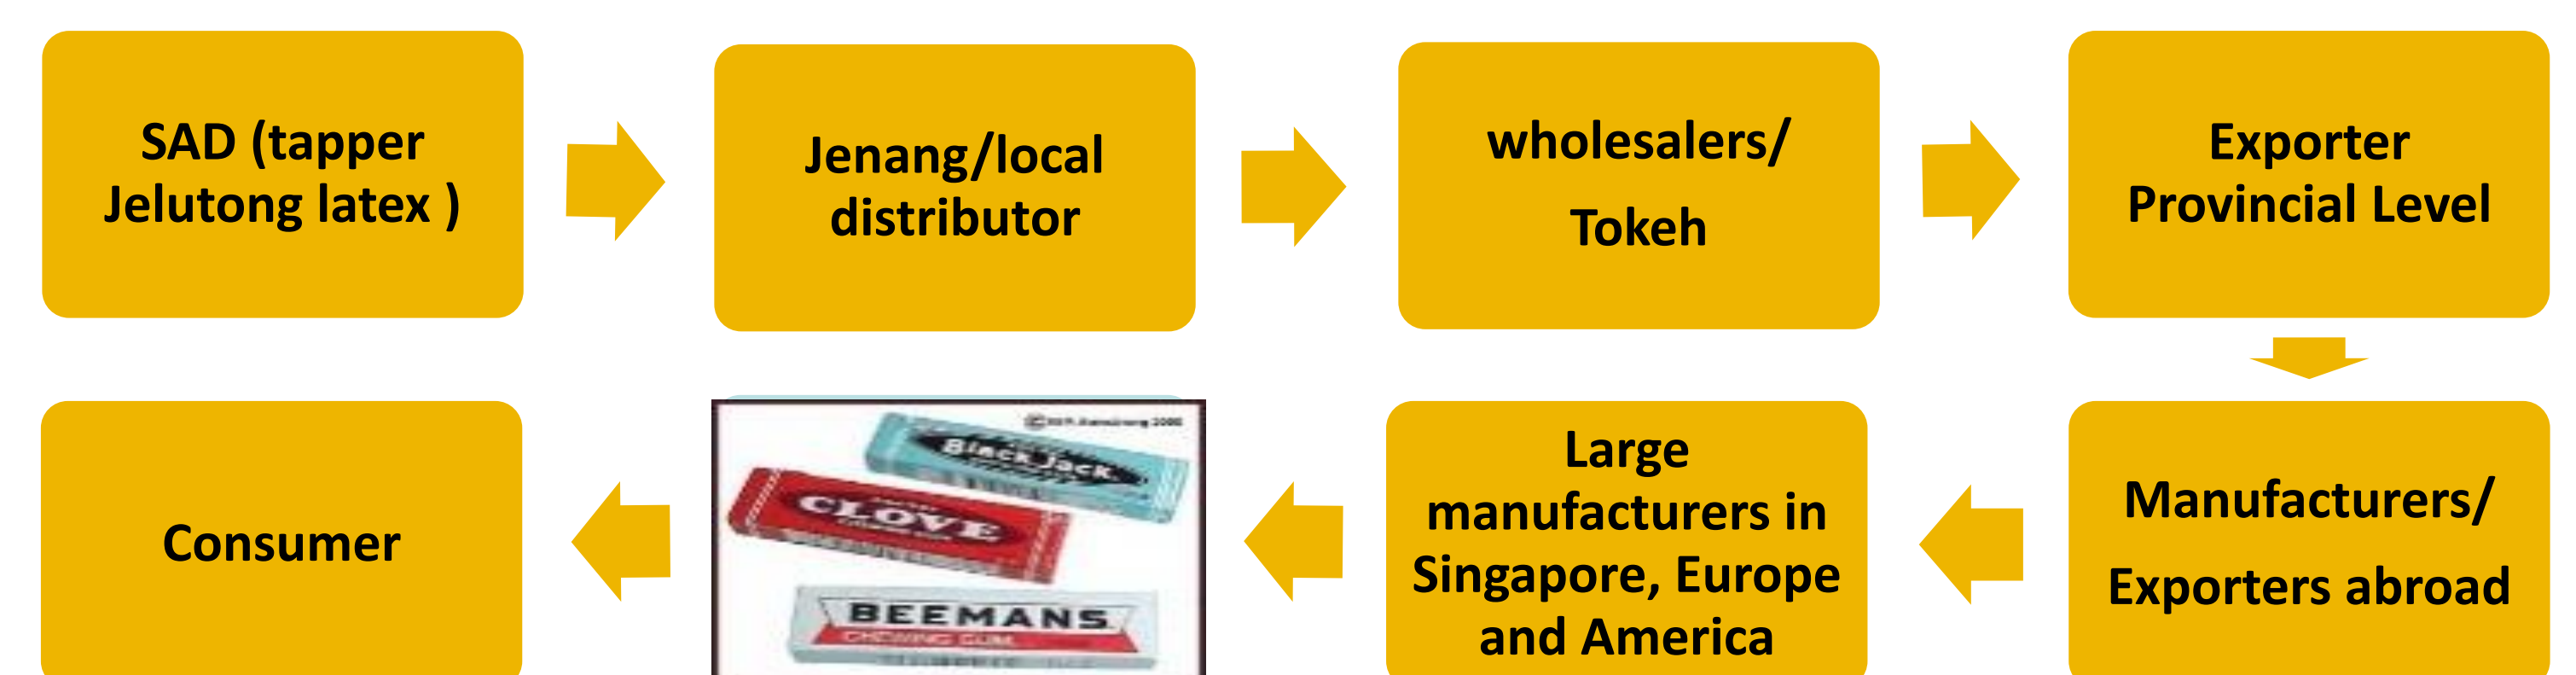 SAD (tapper
Jelutong latex )
Jenang/local
distributor
wholesalers/
Tokeh
Exporter
Provincial Level
Manufacturers/
Exporters abroad
Large
manufacturers in
Singapore, Europe
and America
Black Jack
CLOVE
BEEMANS
CHEWING GUM
Consumer